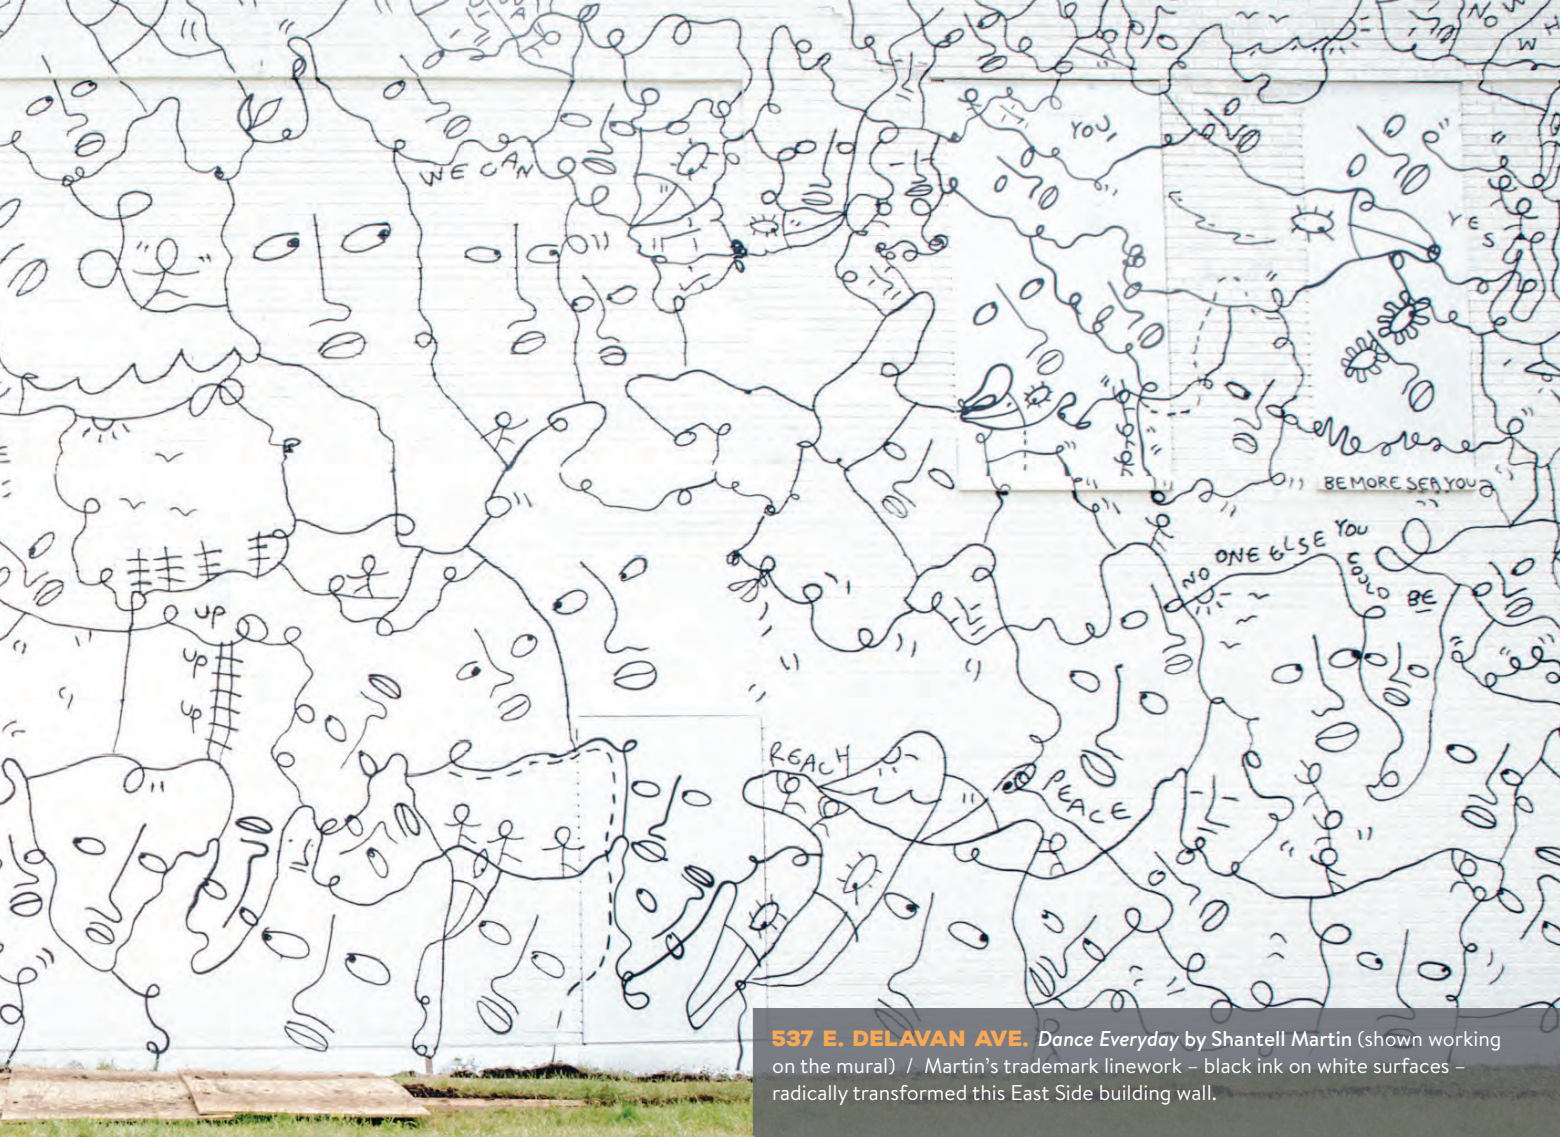 NOW
WE CAN
YOU,
YES
BE MORE SEA YOU
NO ONE ELSE YOU
COULD
BE
UP
UP
UP
REACH
PEACE
537 E. DELAVAN AVE. Dance Everyday by Shantell Martin (shown working
on the mural) / Martin's trademark linework – black ink on white surfaces –
radically transformed this East Side building wall.